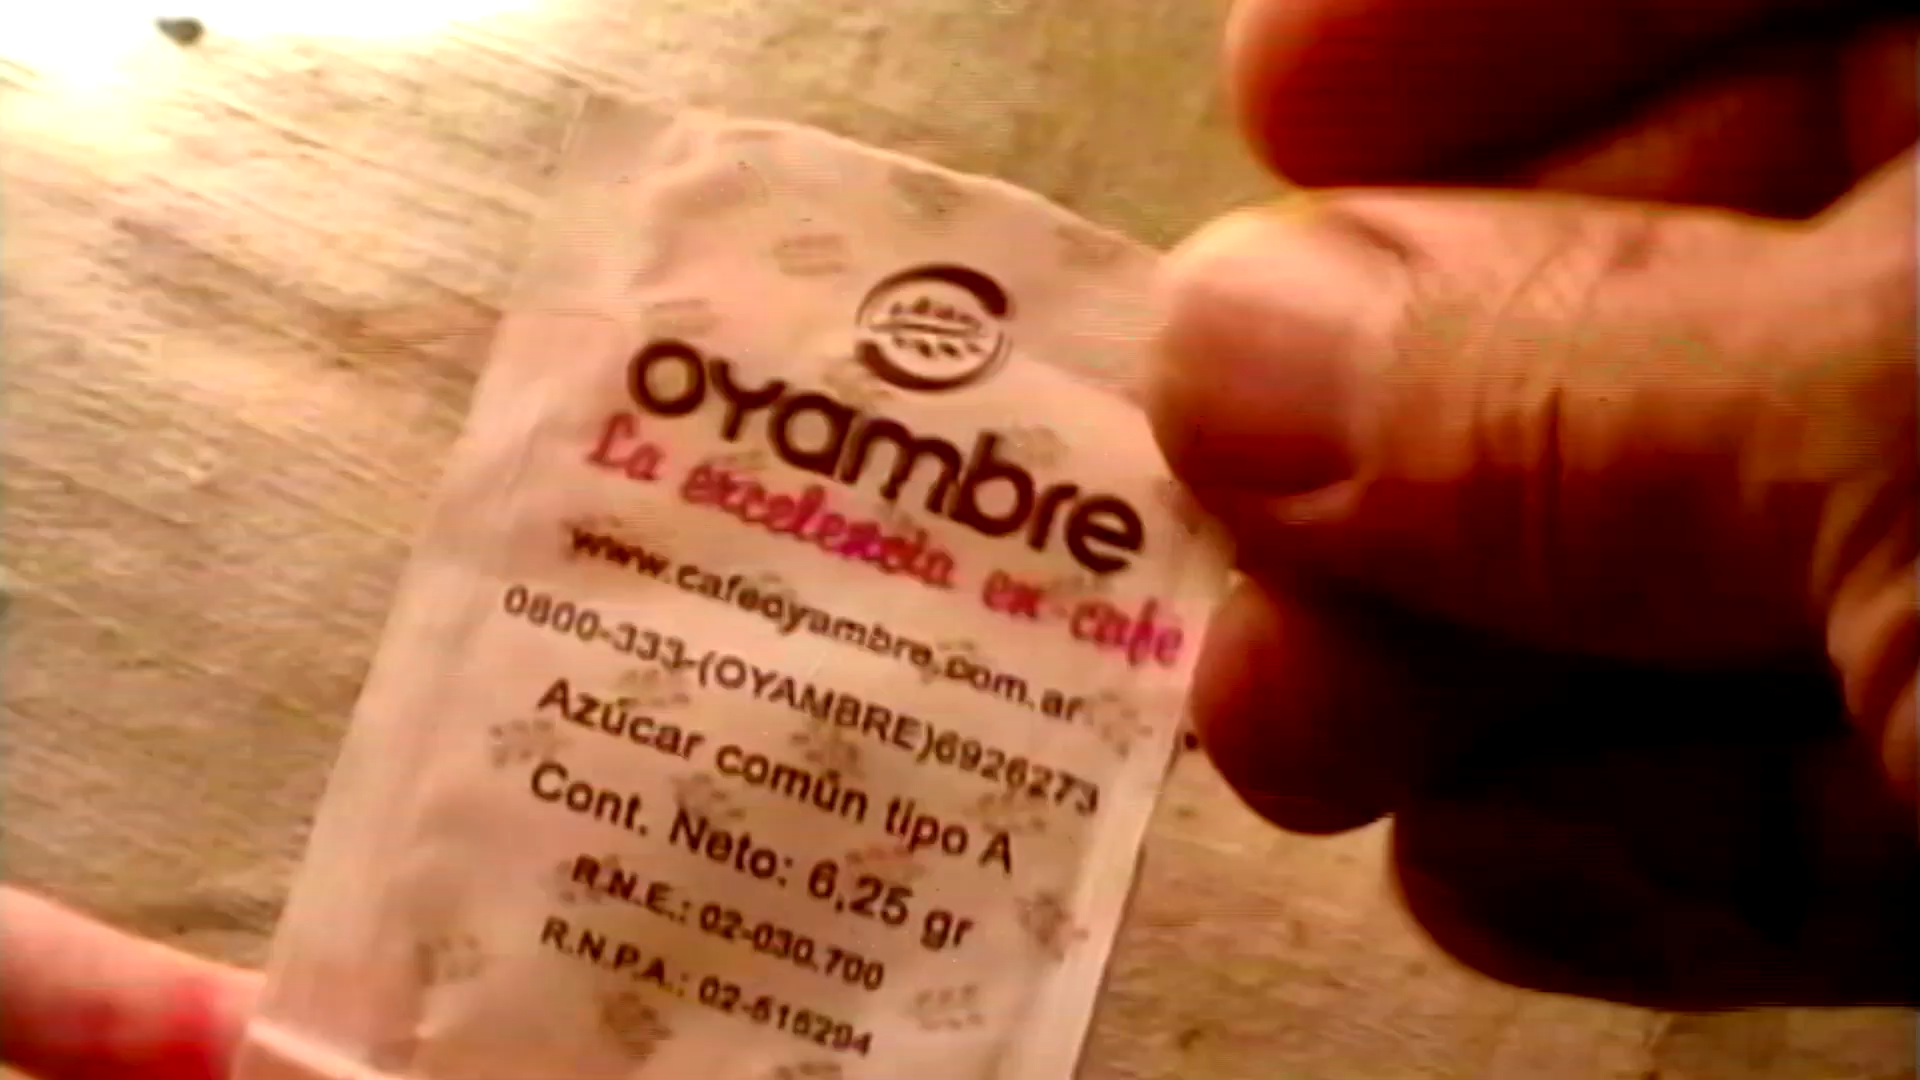 oyambre
La excelencia en café
www.cafeoyambre.com.ar
0800-333-(OYAMBRE)6926273
Azúcar común tipo A
Cont. Neto: 6,25 gr
R.N.E.: 02-030.700
R.N.P.A.: 02-515294